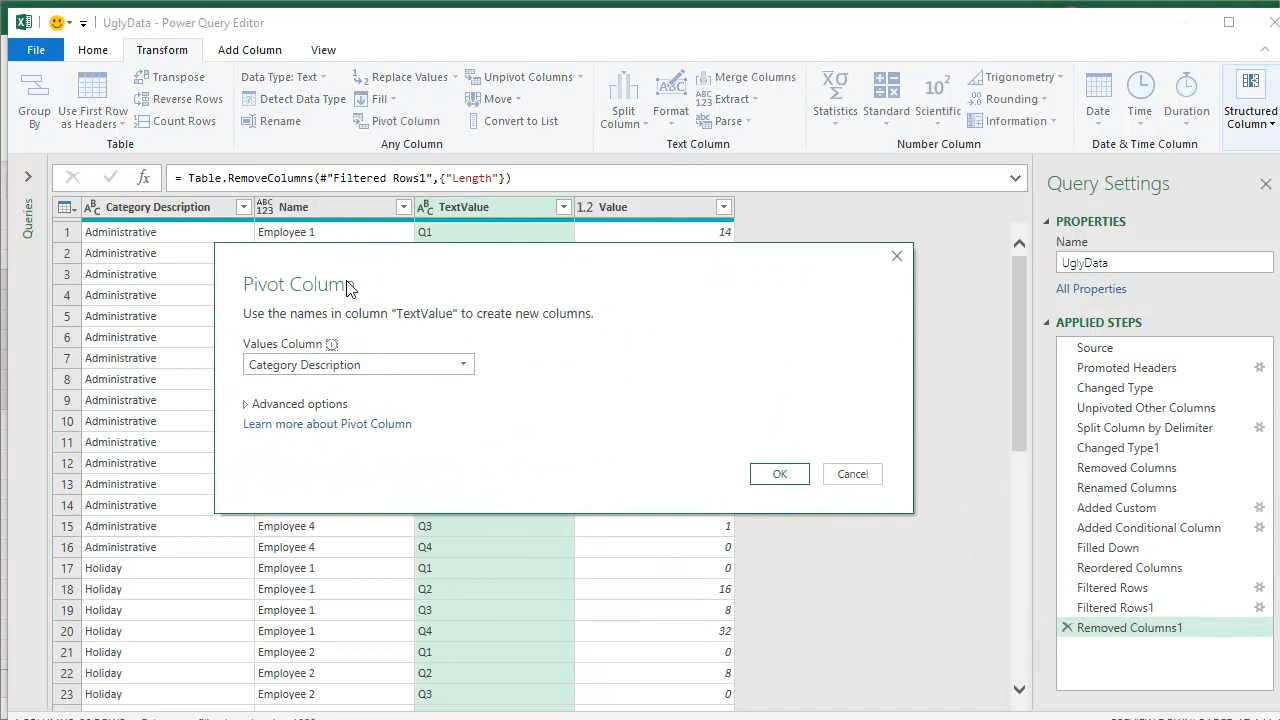 UglyData - Power Query Editor
File Home Transform Add Column View
Group By
Use First Row as Headers
Transpose
Reverse Rows
Count Rows
Table
Data Type: Text
Detect Data Type
Rename
Replace Values
Fill
Pivot Column
Unpivot Columns
Move
Convert to List
Any Column
Split Column
Format
Merge Columns
Extract
Parse
Text Column
Statistics
Standard
Scientific
Trigonometry
Rounding
Information
Number Column
Date
Time
Duration
Date & Time Column
Structured Column
= Table.RemoveColumns(#"Filtered Rows1",{"Length"})
Queries
Category Description Name TextValue 1.2 Value
1 Administrative Employee 1 Q1 14
2 Administrative
3 Administrative
4 Administrative
5 Administrative
6 Administrative
7 Administrative
8 Administrative
9 Administrative
10 Administrative
11 Administrative
12 Administrative
13 Administrative
14 Administrative
15 Administrative Employee 4 Q3 1
16 Administrative Employee 4 Q4 0
17 Holiday Employee 1 Q1 0
18 Holiday Employee 1 Q2 16
19 Holiday Employee 1 Q3 8
20 Holiday Employee 1 Q4 32
21 Holiday Employee 2 Q1 0
22 Holiday Employee 2 Q2 8
23 Holiday Employee 2 Q3 0
Pivot Column
Use the names in column "TextValue" to create new columns.
Values Column
Category Description
Advanced options
Learn more about Pivot Column
OK Cancel
Query Settings
PROPERTIES
Name
UglyData
All Properties
APPLIED STEPS
Source
Promoted Headers
Changed Type
Unpivoted Other Columns
Split Column by Delimiter
Changed Type1
Removed Columns
Renamed Columns
Added Custom
Added Conditional Column
Filled Down
Reordered Columns
Filtered Rows
Filtered Rows1
Removed Columns1